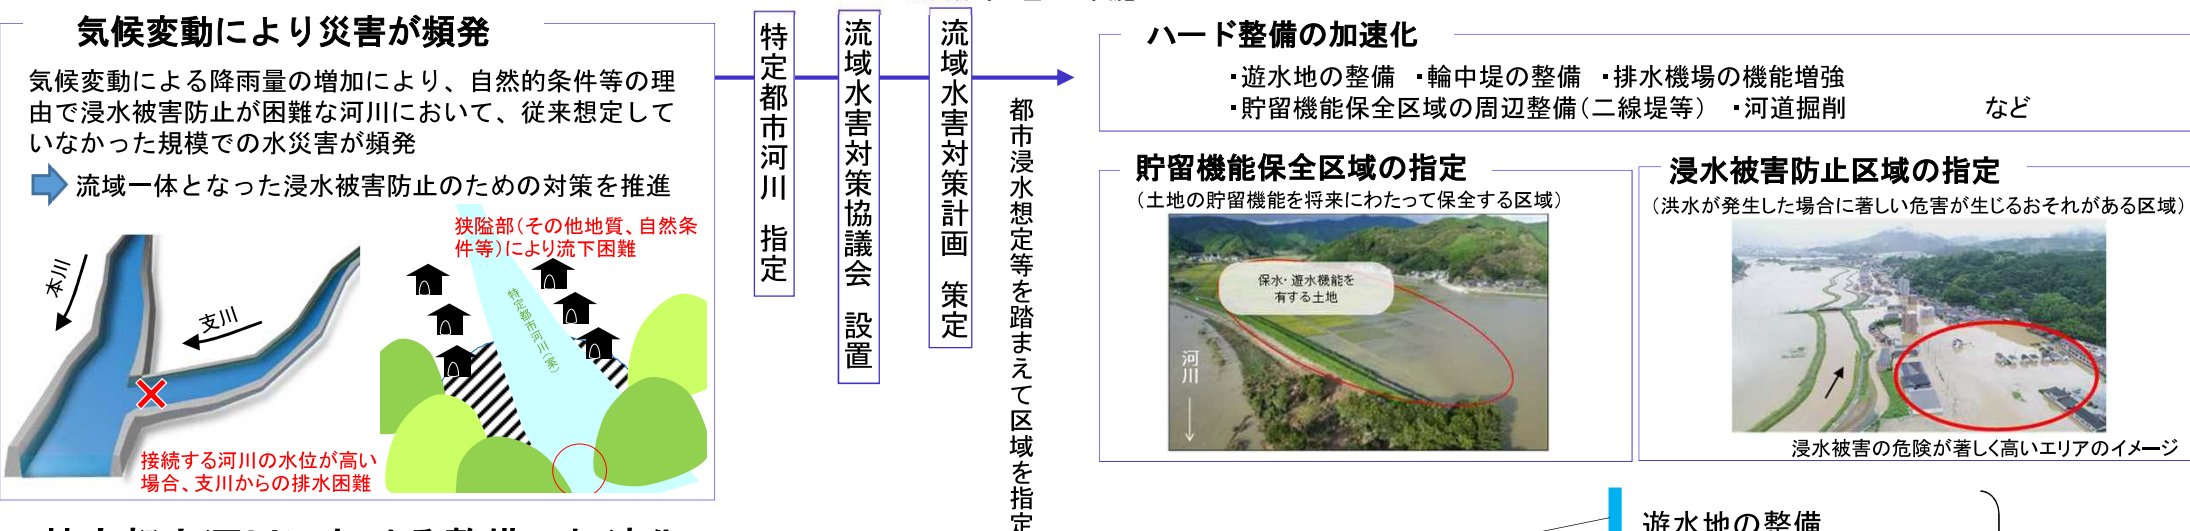 気候変動により災害が頻発
気候変動による降雨量の増加により、自然的条件等の理
由で浸水被害防止が困難な河川において、従来想定して
いなかった規模での水災害が頻発
流域一体となった浸水被害防止のための対策を推進
本川
支川
接続する河川の水位が高い
場合、支川からの排水困難
狭隘部(その他地質、自然条
件等)により流下困難
特定都市河川(案)
特定都市河川 指定
流域水害対策協議会 設置
流域水害対策計画 策定
都市浸水想定等を踏まえて区域を指定
ハード整備の加速化
・遊水地の整備 ・輪中堤の整備 ・排水機場の機能増強
・貯留機能保全区域の周辺整備(二線堤等) ・河道掘削 など
貯留機能保全区域の指定
(土地の貯留機能を将来にわたって保全する区域)
保水・遊水機能を
有する土地
河川
浸水被害防止区域の指定
(洪水が発生した場合に著しい危害が生じるおそれがある区域)
浸水被害の危険が著しく高いエリアのイメージ
遊水地の整備